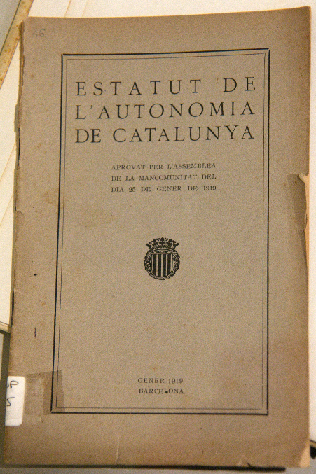 ESTATUT DE
L'AUTONOMIA
DE CATALUNYA
APROVAT PER L'ASSEMBLEA
DE LA MANCOMUNITAT DEL
DIA 25 DE GENER DE 1919
GENER 1919
BARCELONA